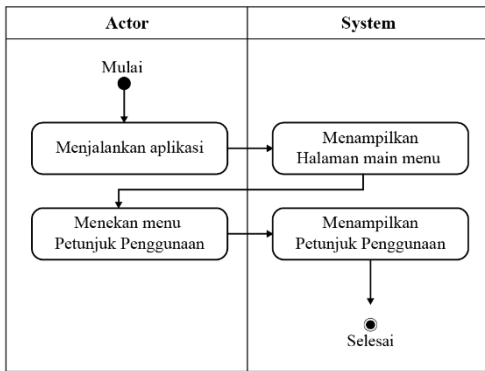 Actor
System
Mulai
Menjalankan aplikasi
Menampilkan
Halaman main menu
Menekan menu
Petunjuk Penggunaan
Menampilkan
Petunjuk Penggunaan
Selesai